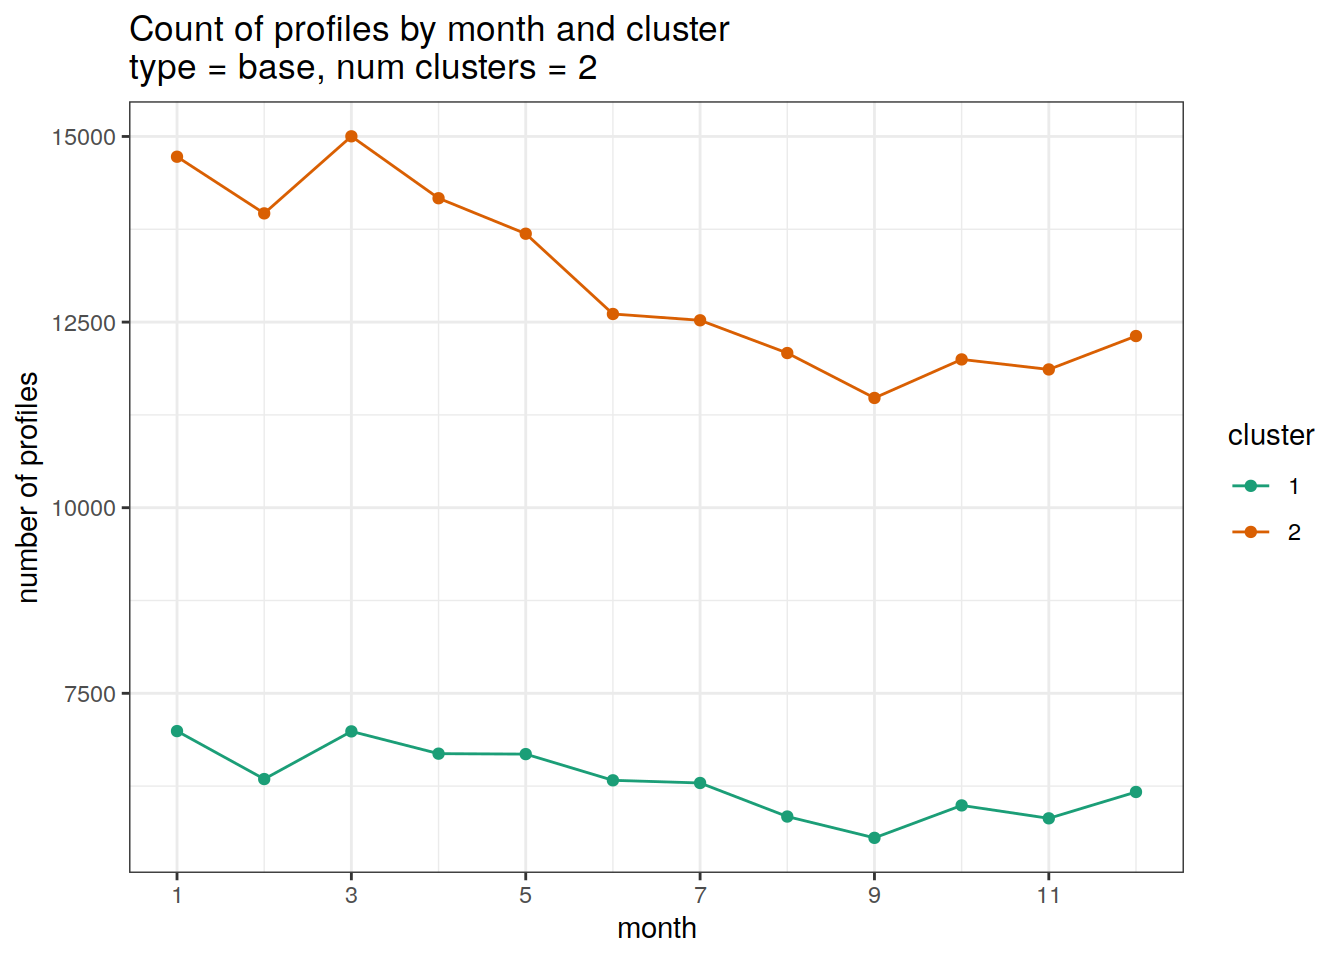 Count of profiles by month and cluster
type = base, num clusters = 2
15000
12500
10000
7500
number of profiles
1
3
5
7
9
11
month
cluster
1
2